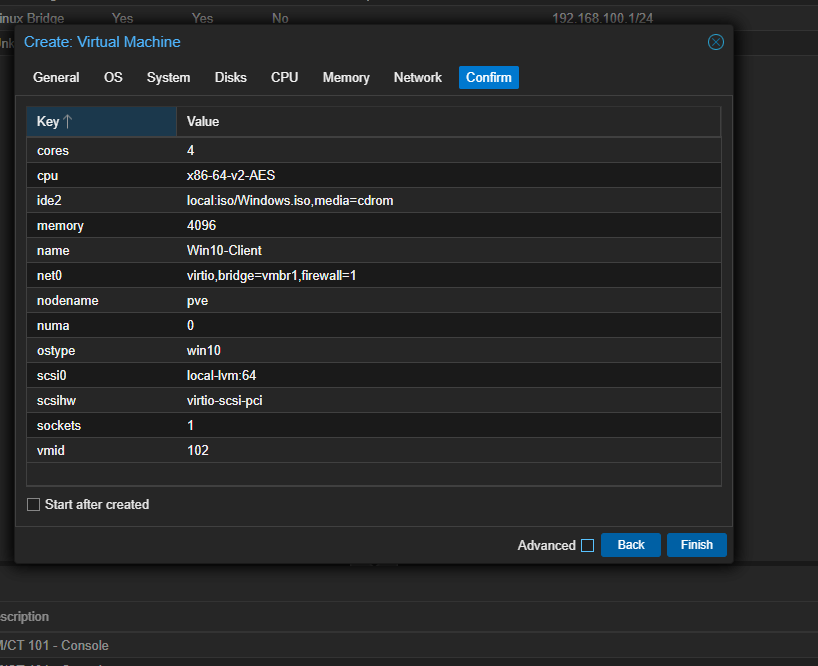 inux Bridge Yes Yes No 192.168.100.1/24
Create: Virtual Machine
General OS System Disks CPU Memory Network Confirm
Key Value
cores 4
cpu x86-64-v2-AES
ide2 local:iso/Windows.iso,media=cdrom
memory 4096
name Win10-Client
net0 virtio,bridge=vmbr1,firewall=1
nodename pve
numa 0
ostype win10
scsi0 local-lvm:64
scsihw virtio-scsi-pci
sockets 1
vmid 102
Start after created
Advanced Back Finish
scription
M/CT 101 - Console